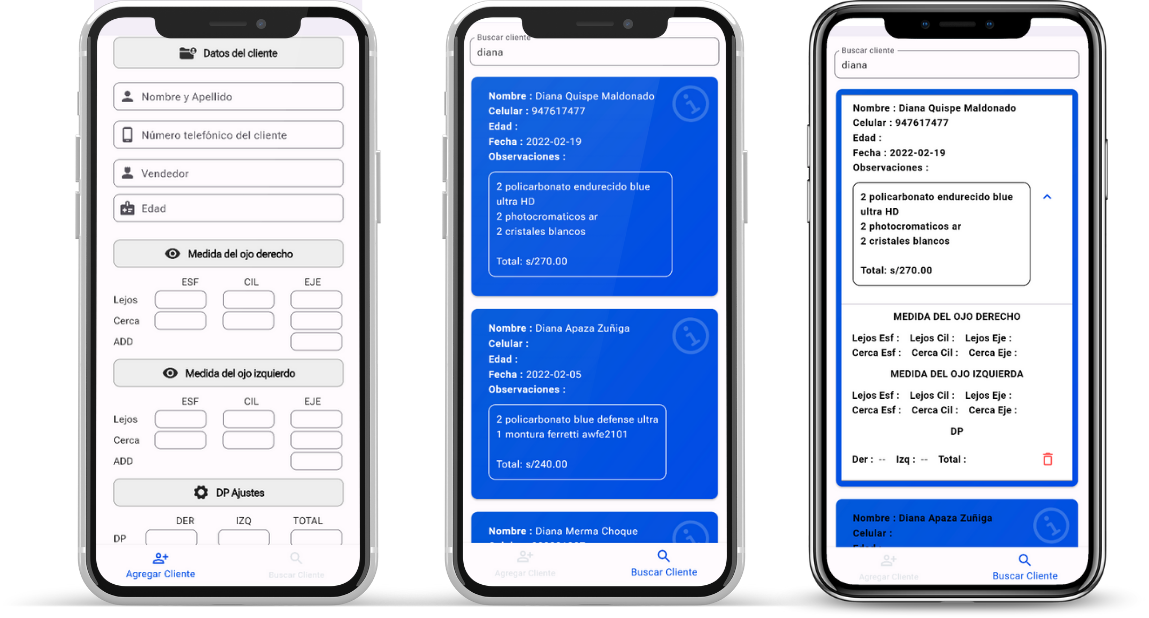 Datos del cliente
Nombre y Apellido
Número telefónico del cliente
Vendedor
Edad
Medida del ojo derecho
ESF CIL EJE
Lejos
Cerca
ADD
Medida del ojo izquierdo
ESF CIL EJE
Lejos
Cerca
ADD
DP Ajustes
DER IZQ TOTAL
DP
Agregar Cliente Buscar Cliente
Buscar cliente
diana
Nombre : Diana Quispe Maldonado
Celular : 947617477
Edad :
Fecha : 2022-02-19
Observaciones :
2 policarbonato endurecido blue
ultra HD
2 photocromaticos ar
2 cristales blancos
Total: s/270.00
Nombre : Diana Apaza Zuñiga
Celular :
Edad :
Fecha : 2022-02-05
Observaciones :
2 policarbonato blue defense ultra
1 montura ferretti awfe2101
Total: s/240.00
Nombre : Diana Merma Choque
Agregar Cliente Buscar Cliente
Buscar cliente
diana
Nombre : Diana Quispe Maldonado
Celular : 947617477
Edad :
Fecha : 2022-02-19
Observaciones :
2 policarbonato endurecido blue
ultra HD
2 photocromaticos ar
2 cristales blancos
Total: s/270.00
MEDIDA DEL OJO DERECHO
Lejos Esf : Lejos Cil : Lejos Eje :
Cerca Esf : Cerca Cil : Cerca Eje :
MEDIDA DEL OJO IZQUIERDA
Lejos Esf : Lejos Cil : Lejos Eje :
Cerca Esf : Cerca Cil : Cerca Eje :
DP
Der : -- Izq : -- Total :
Nombre : Diana Apaza Zuñiga
Celular :
Agregar Cliente Buscar Cliente